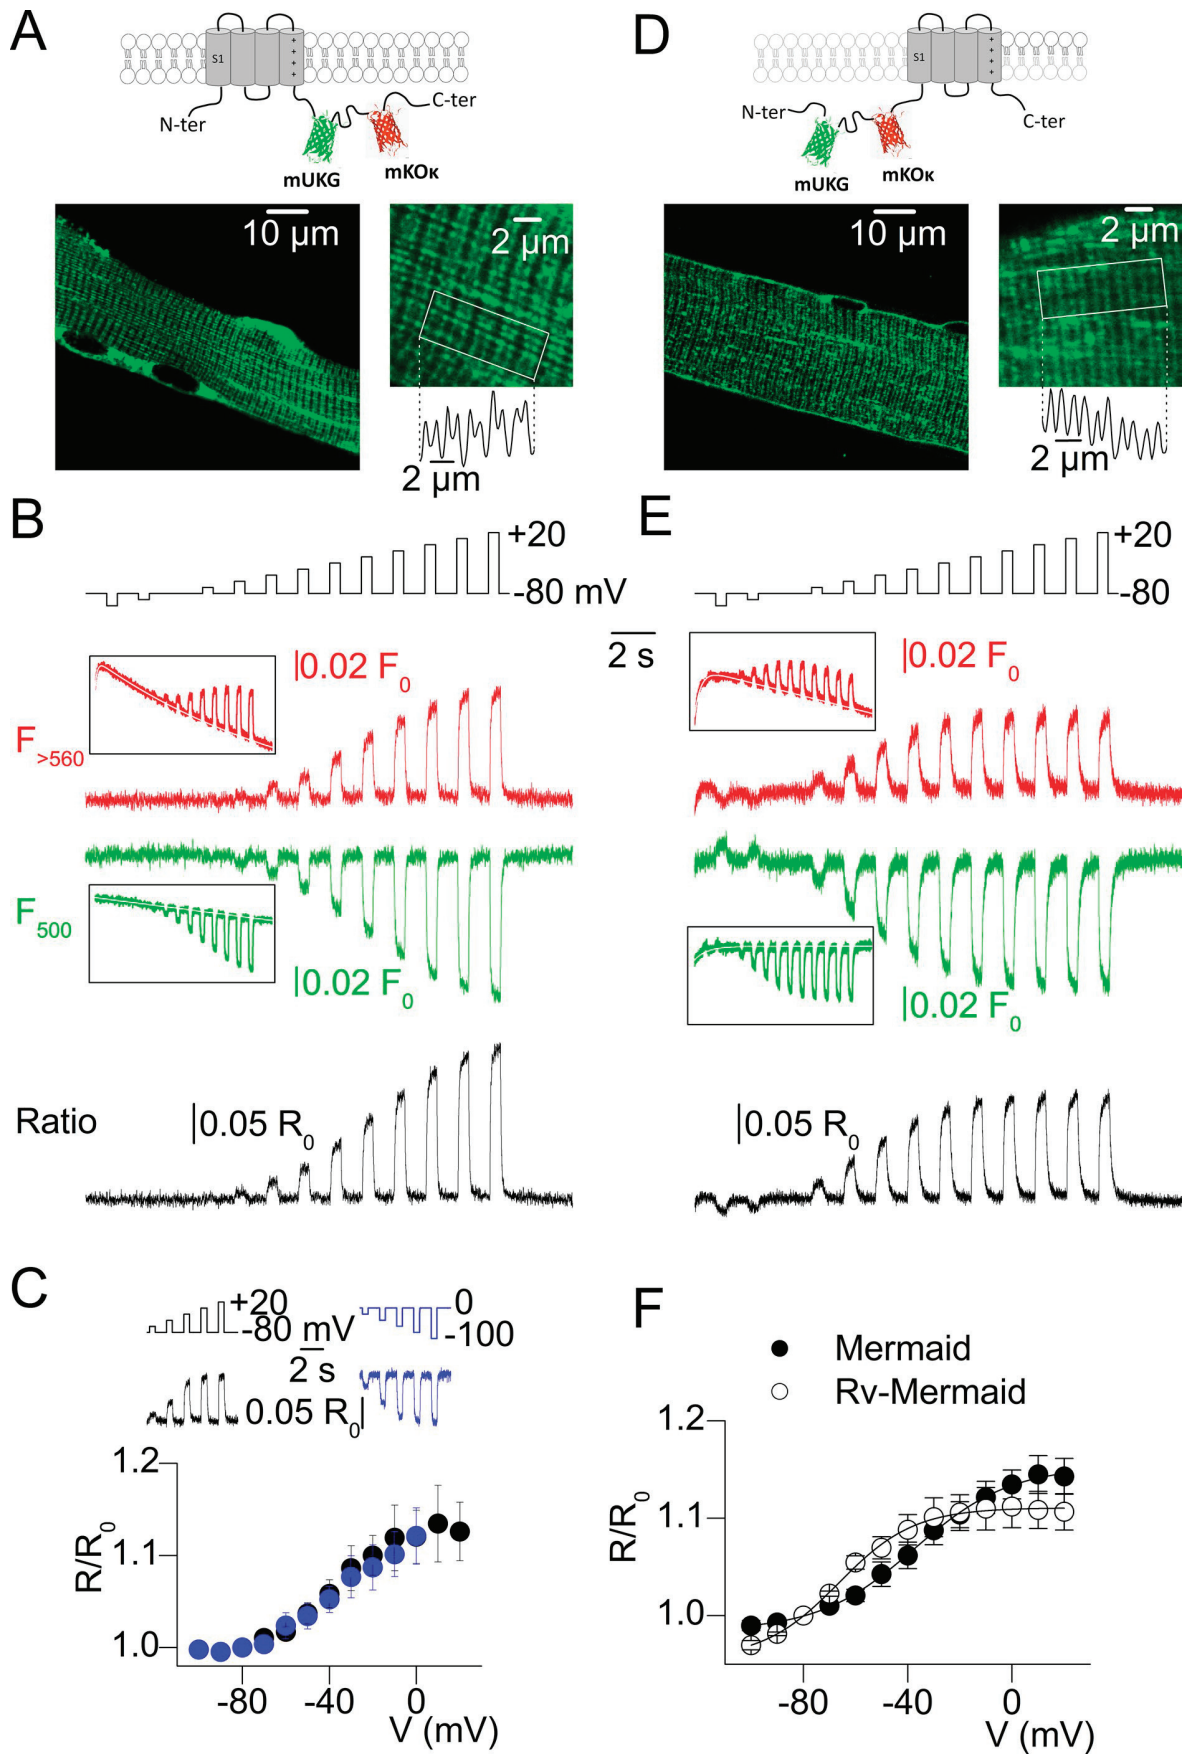 A
S1
+
+
+
+
N-ter
C-ter
mUKG
mKOκ
10 µm
2 µm
2 µm
D
S1
+
+
+
+
N-ter
C-ter
mUKG
mKOκ
10 µm
2 µm
2 µm
B
+20
-80 mV
0.02 F0
F>560
F500
0.02 F0
Ratio
0.05 R0
E
+20
-80
2 s
0.02 F0
0.02 F0
0.05 R0
C
+20
-80 mV
0
-100
2 s
0.05 R0
1.2
1.1
1.0
R/R0
-80
-40
0
V (mV)
F
Mermaid
Rv-Mermaid
1.2
1.1
1.0
R/R0
-80
-40
0
V (mV)